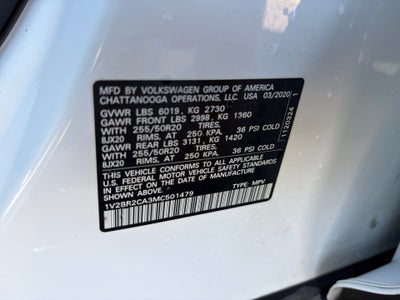 MFD BY VOLKSWAGEN GROUP OF AMERICA
CHATTANOOGA OPERATIONS, LLC. USA 03/2020
GVWR LBS 6019, KG 2730
GAWR FRONT LBS 2998, KG 1360
WITH 255/50R20 TIRES.
8JX20 RIMS. AT 250 KPA. 36 PSI COLD
GAWR REAR LBS 3131, KG 1420
WITH 255/50R20 TIRES.
8JX20 RIMS, AT 250 KPA. 36 PSI COLD
THIS VEHICLE CONFORMS TO ALL APPLICABLE
U.S. FEDERAL MOTOR VEHICLE SAFETY STANDARDS
IN EFFECT ON THE DATE OF MANUFACTURE
SHOWN ABOVE.
1V2BR2CA3MC501479 TYPE: MPV
1120324 1